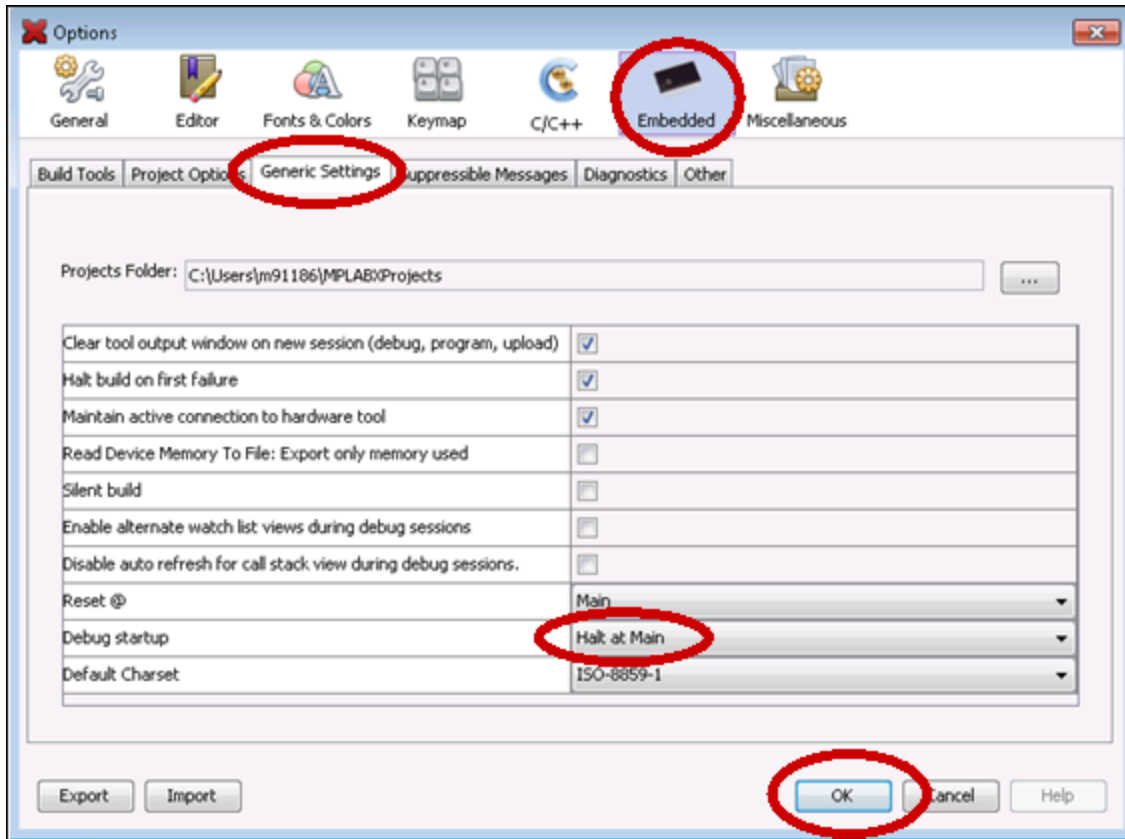 Options
General Editor Fonts & Colors Keymap C/C++ Embedded Miscellaneous
Build Tools Project Options Generic Settings Suppressible Messages Diagnostics Other
Projects Folder: C:\Users\m91186\MPLABXProjects ...
Clear tool output window on new session (debug, program, upload)
Halt build on first failure
Maintain active connection to hardware tool
Read Device Memory To File: Export only memory used
Silent build
Enable alternate watch list views during debug sessions
Disable auto refresh for call stack view during debug sessions.
Reset @ Main
Debug startup Halt at Main
Default Charset ISO-8859-1
Export Import OK Cancel Help